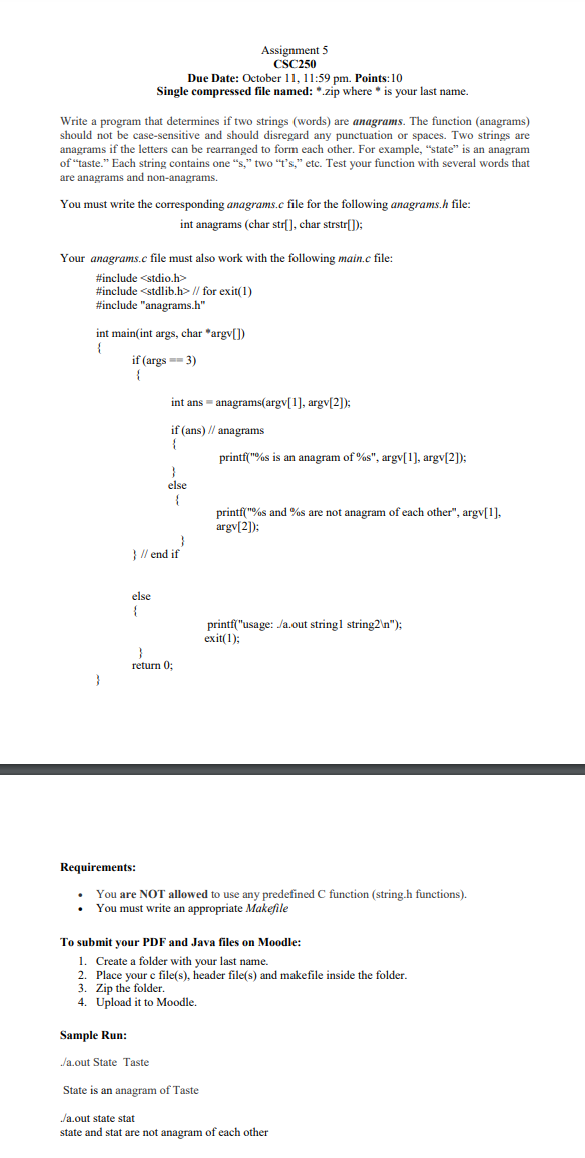 Assignment 5
CSC250
Due Date: October 11, 11:59 pm. Points:10
Single compressed file named: *.zip where * is your last name.
Write a program that determines if two strings (words) are anagrams. The function (anagrams)
should not be case-sensitive and should disregard any punctuation or spaces. Two strings are
anagrams if the letters can be rearranged to form each other. For example, “state” is an anagram
of “taste.” Each string contains one “s,” two “t’s,” etc. Test your function with several words that
are anagrams and non-anagrams.
You must write the corresponding anagrams.c file for the following anagrams.h file:
int anagrams (char str[], char strstr[]);
Your anagrams.c file must also work with the following main.c file:
#include <stdio.h>
#include <stdlib.h> // for exit(1)
#include "anagrams.h"
int main(int args, char *argv[])
{
if (args == 3)
{
int ans = anagrams(argv[1], argv[2]);
if (ans) // anagrams
{
printf("%s is an anagram of %s", argv[1], argv[2]);
}
else
{
printf("%s and %s are not anagram of each other", argv[1],
argv[2]);
}
} // end if
else
{
printf("usage: ./a.out string1 string2\n");
exit(1);
}
return 0;
}
Requirements:
• You are NOT allowed to use any predefined C function (string.h functions).
• You must write an appropriate Makefile
To submit your PDF and Java files on Moodle:
1. Create a folder with your last name.
2. Place your c file(s), header file(s) and makefile inside the folder.
3. Zip the folder.
4. Upload it to Moodle.
Sample Run:
./a.out State Taste
State is an anagram of Taste
./a.out state stat
state and stat are not anagram of each other